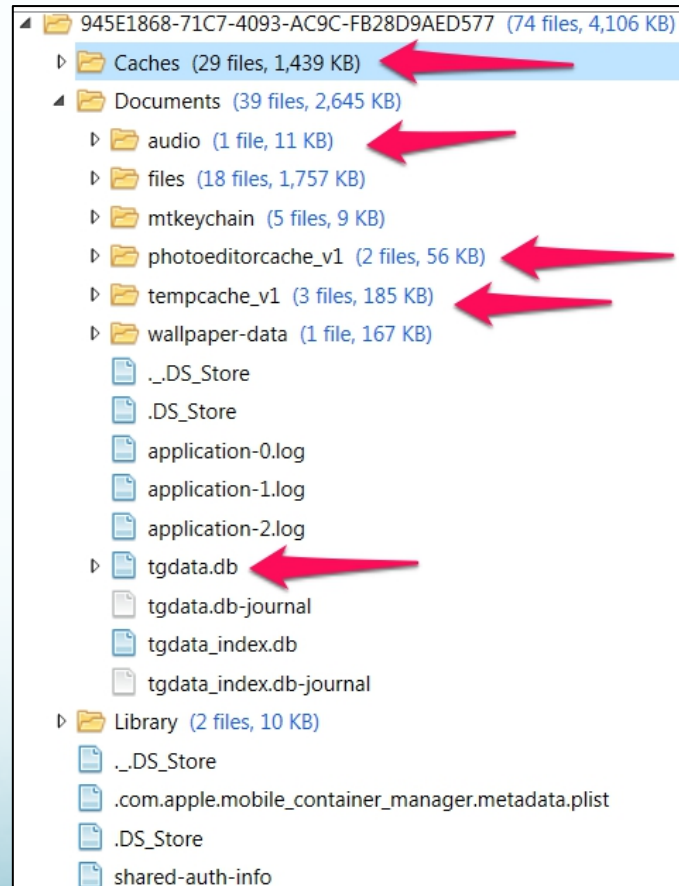 945E1868-71C7-4093-AC9C-FB28D9AED577 (74 files, 4,106 KB)
Caches (29 files, 1,439 KB)
Documents (39 files, 2,645 KB)
audio (1 file, 11 KB)
files (18 files, 1,757 KB)
mtkeychain (5 files, 9 KB)
photoeditorcache_v1 (2 files, 56 KB)
tempcache_v1 (3 files, 185 KB)
wallpaper-data (1 file, 167 KB)
._.DS_Store
.DS_Store
application-0.log
application-1.log
application-2.log
tgdata.db
tgdata.db-journal
tgdata_index.db
tgdata_index.db-journal
Library (2 files, 10 KB)
._.DS_Store
.com.apple.mobile_container_manager.metadata.plist
.DS_Store
shared-auth-info